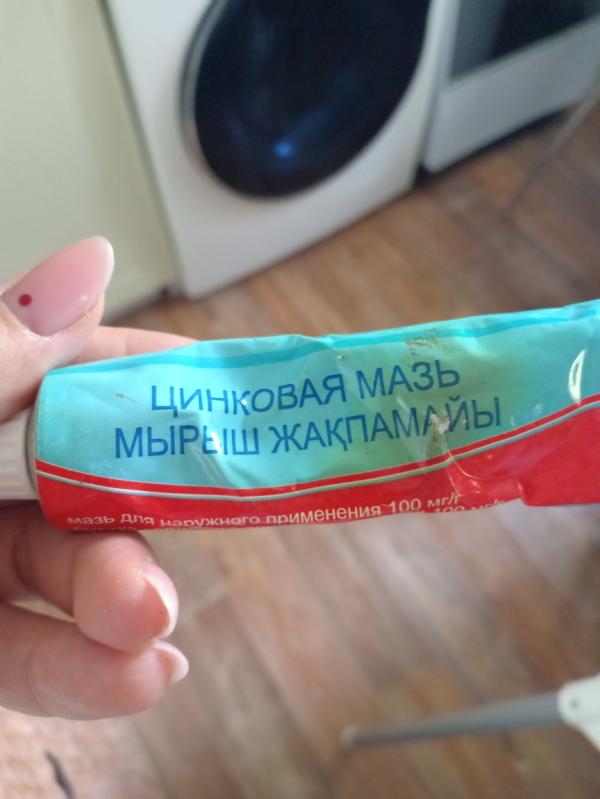 ЦИНКОВАЯ МАЗЬ
МЫРЫШ ЖАҚПАМАЙЫ
мазь для наружного применения 100 мг/г